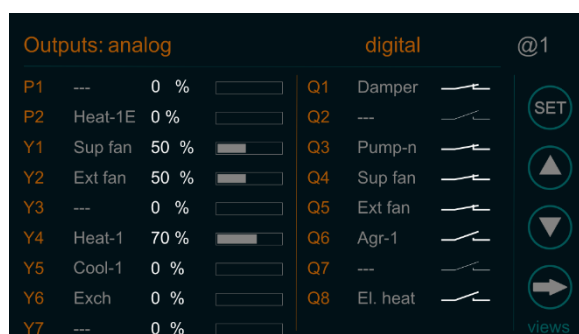 Outputs: analog digital @1
P1 --- 0 % Q1 Damper
P2 Heat-1E 0 % Q2 --- SET
Y1 Sup fan 50 % Q3 Pump-n
Y2 Ext fan 50 % Q4 Sup fan
Y3 --- 0 % Q5 Ext fan
Y4 Heat-1 70 % Q6 Agr-1
Y5 Cool-1 0 % Q7 ---
Y6 Exch 0 % Q8 El. heat
Y7 --- 0 % views